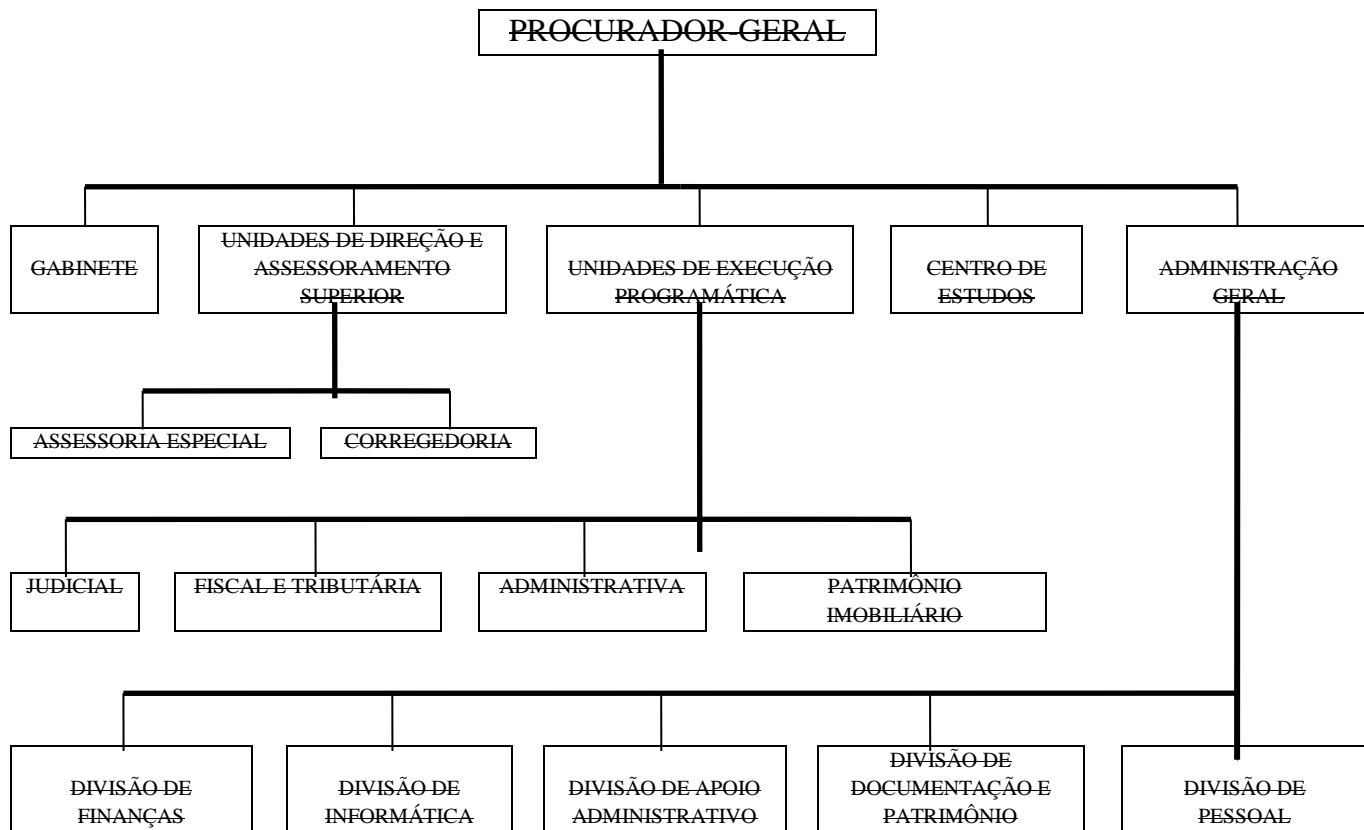 PROCURADOR-GERAL
GABINETE
UNIDADES DE DIREÇÃO E
ASSESSORAMENTO
SUPERIOR
UNIDADES DE EXECUÇÃO
PROGRAMÁTICA
CENTRO DE
ESTUDOS
ADMINISTRAÇÃO
GERAL
ASSESSORIA ESPECIAL
CORREGEDORIA
JUDICIAL
FISCAL E TRIBUTÁRIA
ADMINISTRATIVA
PATRIMÔNIO
IMOBILIÁRIO
DIVISÃO DE
FINANÇAS
DIVISÃO DE
INFORMÁTICA
DIVISÃO DE APOIO
ADMINISTRATIVO
DIVISÃO DE
DOCUMENTAÇÃO E
PATRIMÔNIO
DIVISÃO DE
PESSOAL